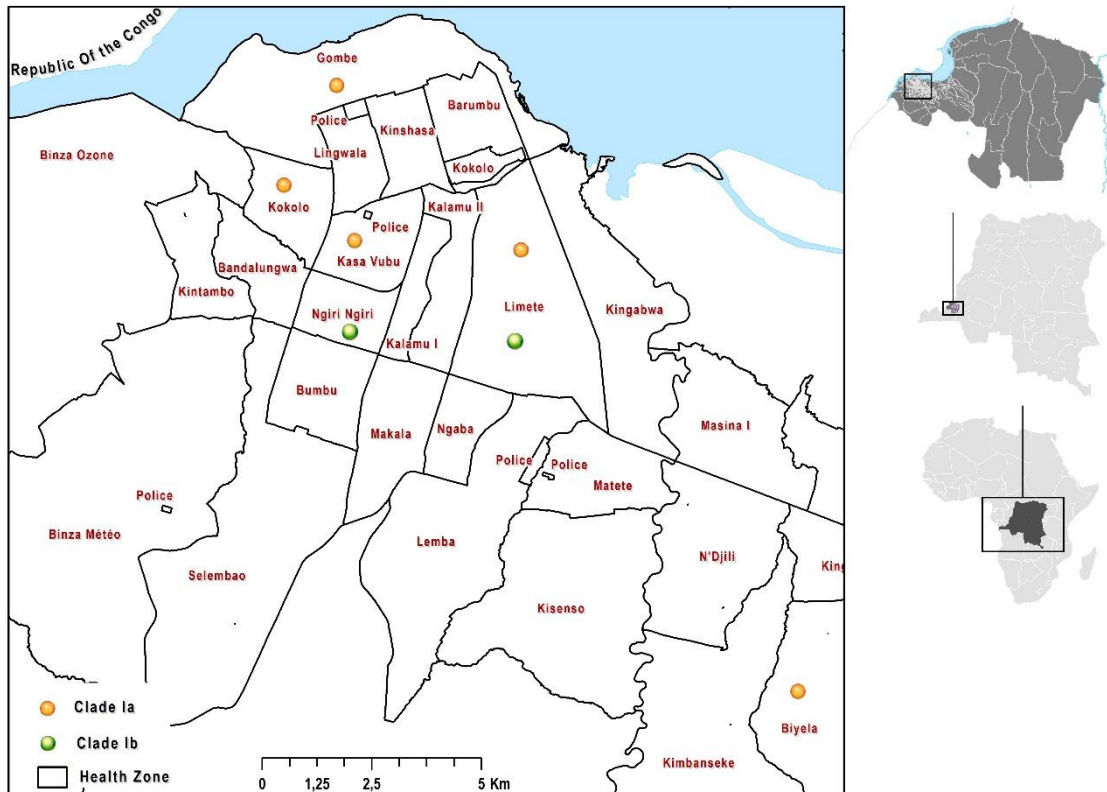 Republic Of the Congo
Gombe
Barumbu
Police
Kinshasa
Binza Ozone
Lingwala
Kokolo
Kokolo
Kalamu II
Police
Kasa Vubu
Bandalungwa
Kintambo
Ngiri Ngiri
Limete
Kingabwa
Kalamu I
Bumbu
Masina I
Makala
Ngaba
Police
Police
Matete
Police
Binza Météo
Lemba
N'Djili
Selembao
King
Kisenso
Biyela
Kimbanseke
Clade Ia
Clade Ib
Health Zone
0 1,25 2,5 5 Km